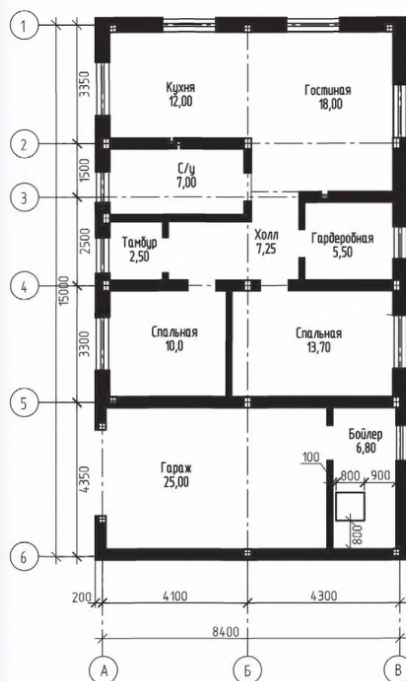 1
3350
Кухня
12,00
Гостиная
18,00
2
1500
С/у
7,00
3
2500
Тамбур
2,50
Холл
7,25
Гардеробная
5,50
4
15000
3300
Спальная
10,0
Спальная
13,70
5
4350
Гараж
25,00
Бойлер
6,80
100
800
900
800
6
200
4100
4300
8400
А
Б
В